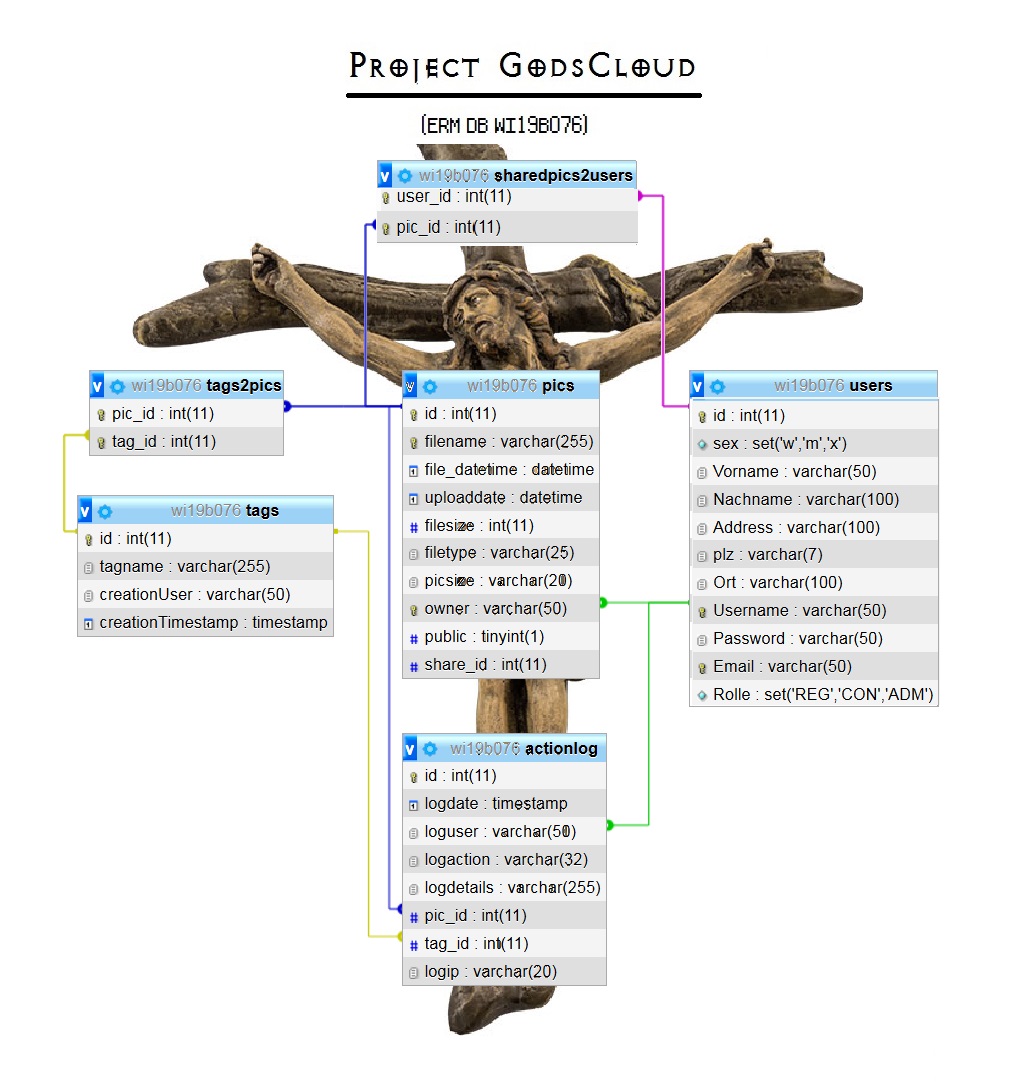 Project GodsCloud
(ERM DB WI19B076)
v wi19b076 sharedpics2users
user_id : int(11)
pic_id : int(11)
v wi19b076 tags2pics
pic_id : int(11)
tag_id : int(11)
v wi19b076 tags
id : int(11)
tagname : varchar(255)
creationUser : varchar(50)
creationTimestamp : timestamp
v wi19b076 pics
id : int(11)
filename : varchar(255)
file_datetime : datetime
uploaddate : datetime
# filesize : int(11)
filetype : varchar(25)
picsize : varchar(20)
owner : varchar(50)
# public : tinyint(1)
# share_id : int(11)
v wi19b076 users
id : int(11)
sex : set('w','m','x')
Vorname : varchar(50)
Nachname : varchar(100)
Address : varchar(100)
plz : varchar(7)
Ort : varchar(100)
Username : varchar(50)
Password : varchar(50)
Email : varchar(50)
Rolle : set('REG','CON','ADM')
v wi19b076 actionlog
id : int(11)
logdate : timestamp
loguser : varchar(50)
logaction : varchar(32)
logdetails : varchar(255)
# pic_id : int(11)
# tag_id : int(11)
logip : varchar(20)